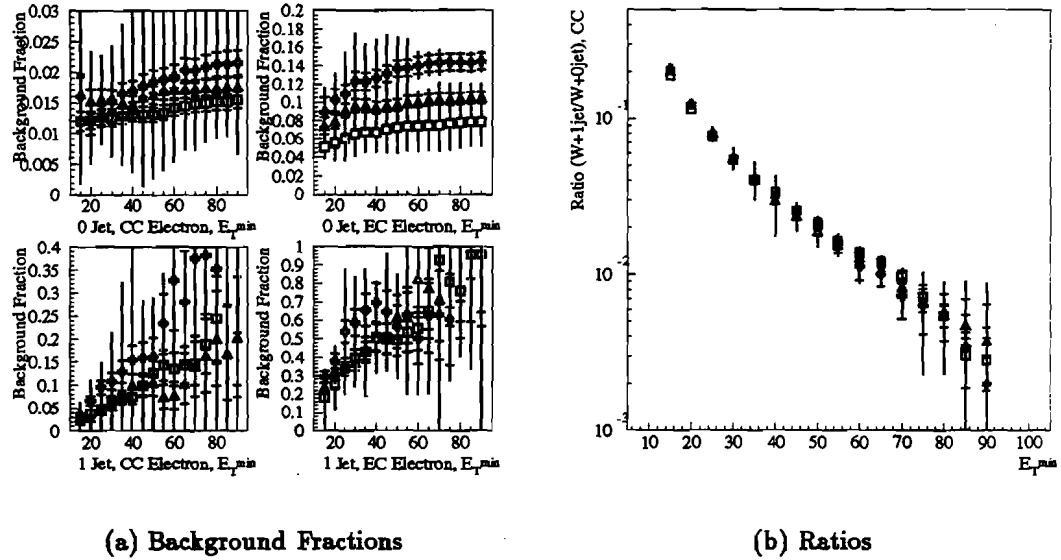 Background Fraction
0.03
0.025
0.02
0.015
0.01
0.005
0
20 40 60 80
0 Jet, CC Electron, E_T^min
Background Fraction
0.2
0.18
0.16
0.14
0.12
0.1
0.08
0.06
0.04
0.02
0
20 40 60 80
0 Jet, EC Electron, E_T^min
Background Fraction
0.4
0.35
0.3
0.25
0.2
0.15
0.1
0.05
0
20 40 60 80
1 Jet, CC Electron, E_T^min
Background Fraction
1
0.9
0.8
0.7
0.6
0.5
0.4
0.3
0.2
0.1
0
20 40 60 80
1 Jet, EC Electron, E_T^min
(a) Background Fractions
Ratio (W+1jet/W+0jet), CC
10^-1
10^-2
10^-3
10 20 30 40 50 60 70 80 90 100
E_T^min
(b) Ratios